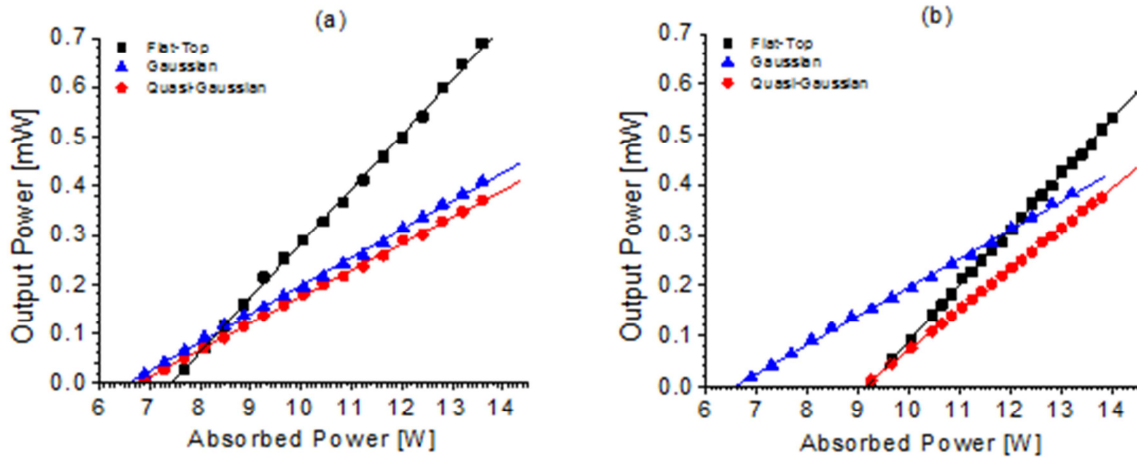 (a)
0.7
0.6
0.5
0.4
0.3
0.2
0.1
0.0
Output Power [mW]
Flat-Top
Gaussian
Quasi-Gaussian
6 7 8 9 10 11 12 13 14
Absorbed Power [W]
(b)
0.7
0.6
0.5
0.4
0.3
0.2
0.1
0.0
Output Power [mW]
Flat-Top
Gaussian
Quasi-Gaussian
6 7 8 9 10 11 12 13 14
Absorbed Power [W]